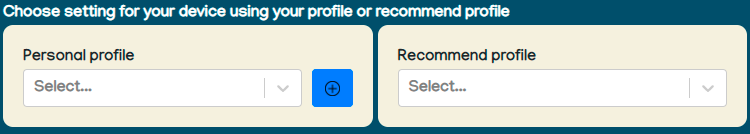 Choose setting for your device using your profile or recommend profile
Personal profile
Select...
Recommend profile
Select...